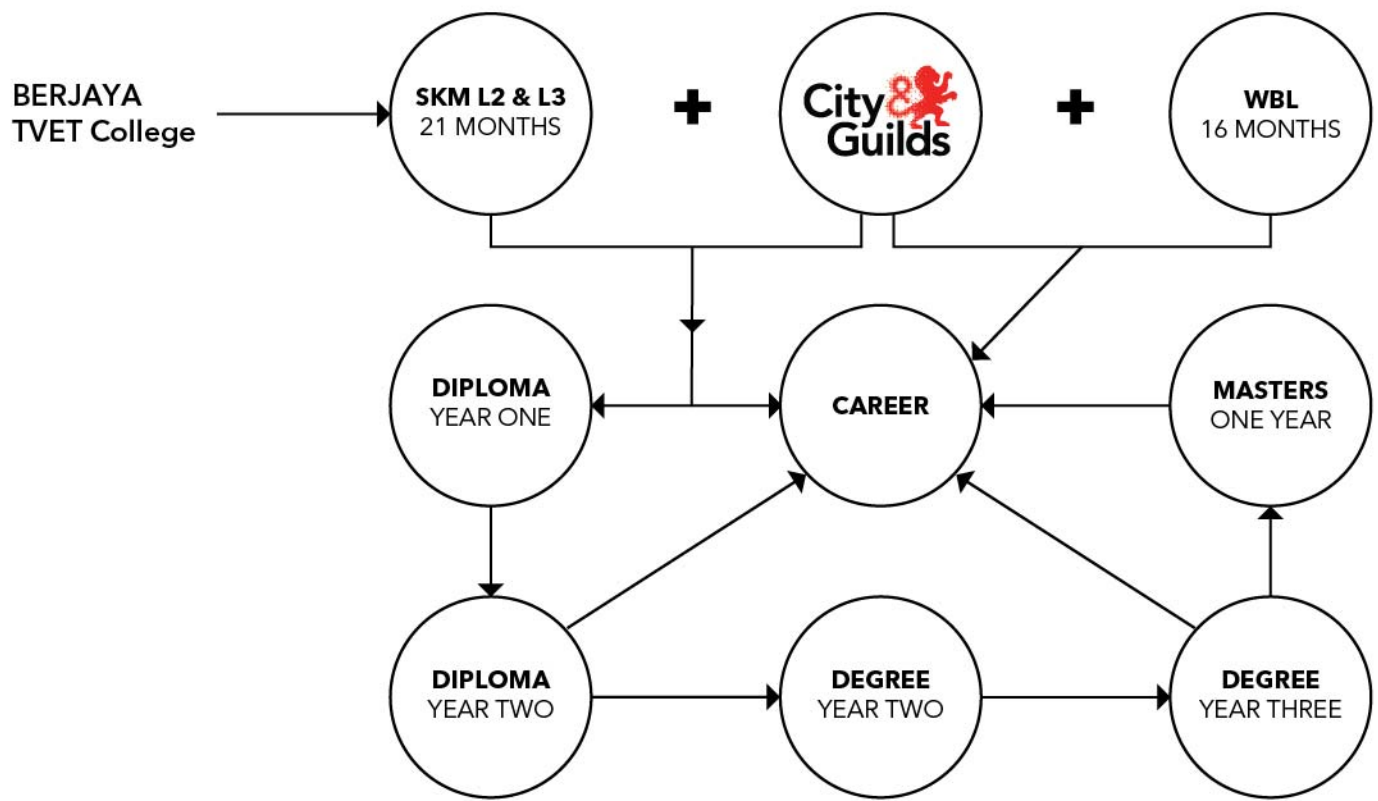 BERJAYA
TVET College
SKM L2 & L3
21 MONTHS
+
City &
Guilds
+
WBL
16 MONTHS
DIPLOMA
YEAR ONE
CAREER
MASTERS
ONE YEAR
DIPLOMA
YEAR TWO
DEGREE
YEAR TWO
DEGREE
YEAR THREE